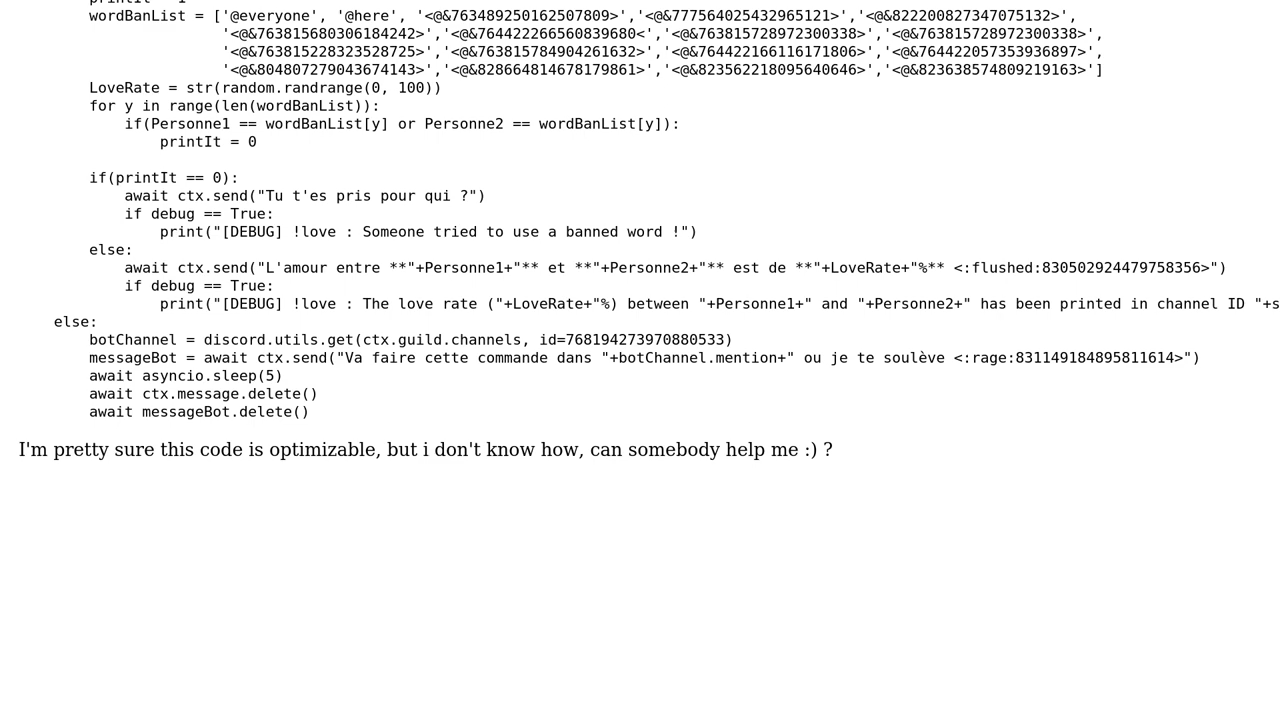 wordBanList = ['@everyone', '@here', '<@&763489250162507809>','<@&777564025432965121>','<@&822200827347075132>',
'<@&763815680306184242>','<@&764422266560839680<','<@&763815728972300338>','<@&763815728972300338>',
'<@&763815228323528725>','<@&763815784904261632>','<@&764422166116171806>','<@&764422057353936897>',
'<@&804807279043674143>','<@&828664814678179861>','<@&823562218095640646>','<@&823638574809219163>']
LoveRate = str(random.randrange(0, 100))
for y in range(len(wordBanList)):
if(Personne1 == wordBanList[y] or Personne2 == wordBanList[y]):
printIt = 0
if(printIt == 0):
await ctx.send("Tu t'es pris pour qui ?")
if debug == True:
print("[DEBUG] !love : Someone tried to use a banned word !")
else:
await ctx.send("L'amour entre **"+Personne1+"** et **"+Personne2+"** est de **"+LoveRate+"%** <:flushed:830502924479758356>")
if debug == True:
print("[DEBUG] !love : The love rate ("+LoveRate+"%) between "+Personne1+" and "+Personne2+" has been printed in channel ID "+s
else:
botChannel = discord.utils.get(ctx.guild.channels, id=768194273970880533)
messageBot = await ctx.send("Va faire cette commande dans "+botChannel.mention+" ou je te soulève <:rage:831149184895811614>")
await asyncio.sleep(5)
await ctx.message.delete()
await messageBot.delete()
I'm pretty sure this code is optimizable, but i don't know how, can somebody help me :) ?